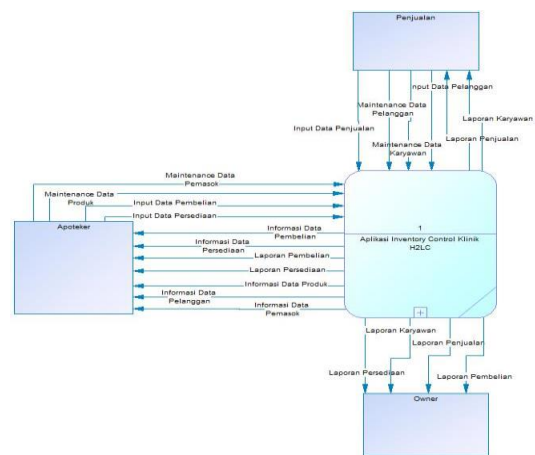 Penjualan
nput Data Pelanggan
Maintenance Data
Pelanggan
Laporan Karyawan
Input Data Penjualan
Laporan Penjualan
Maintenance Data
Karyawan
Maintenance Data
Pemasok
Maintenance Data
Produk
Input Data Pembelian
Input Data Persediaan
Apoteker
1
Aplikasi Inventory Control Klinik
H2LC
Informasi Data
Pembelian
Informasi Data
Persediaan
Laporan Pembelian
Laporan Persediaan
Informasi Data Produk
Informasi Data
Pelanggan
Informasi Data
Pemasok
Laporan Karyawan
Laporan Penjualan
Laporan Persediaan
Laporan Pembelian
Owner